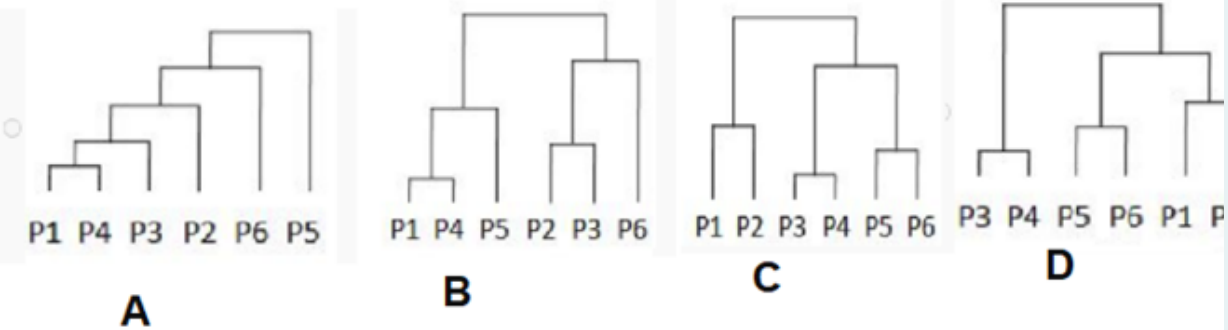 P1 P4 P3 P2 P6 P5
A
P1 P4 P5 P2 P3 P6
B
P1 P2 P3 P4 P5 P6
C
P3 P4 P5 P6 P1
D